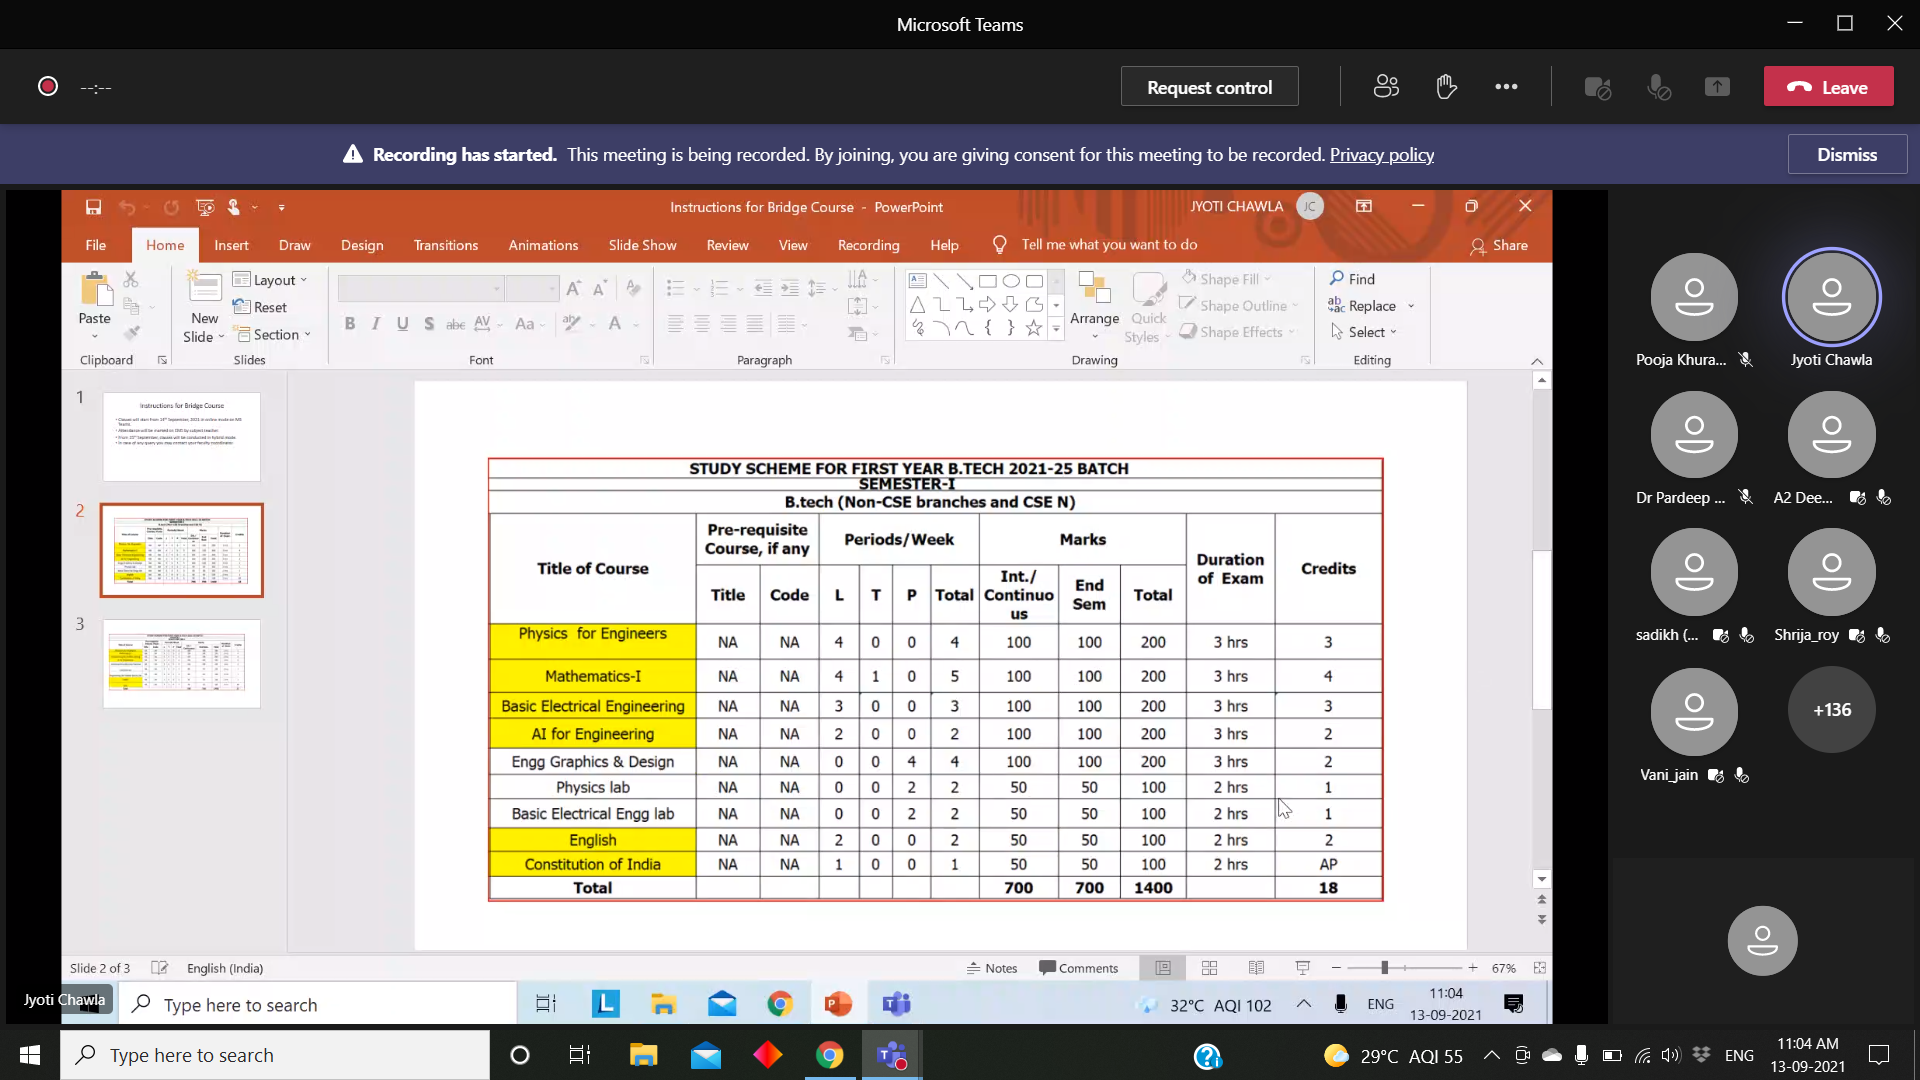 Microsoft Teams
--:--
Request control
Leave
Recording has started. This meeting is being recorded. By joining, you are giving consent for this meeting to be recorded. Privacy policy
Dismiss
Instructions for Bridge Course - PowerPoint
JYOTI CHAWLA JC
File Home Insert Draw Design Transitions Animations Slide Show Review View Recording Help Tell me what you want to do Share
Paste
Layout
Reset
New Slide
Section
Shape Fill
Shape Outline
Shape Effects
Arrange
Quick Styles
Find
Replace
Select
Clipboard Slides Font Paragraph Drawing Editing
1
Instructions for Bridge Course
2
3
STUDY SCHEME FOR FIRST YEAR B.TECH 2021-25 BATCH
SEMESTER-I
B.tech (Non-CSE branches and CSE N)
Title of Course Pre-requisite Course, if any Periods/Week Marks Duration of Exam Credits
Title Code L T P Total Int./ Continuous End Sem Total
Physics for Engineers NA NA 4 0 0 4 100 100 200 3 hrs 3
Mathematics-I NA NA 4 1 0 5 100 100 200 3 hrs 4
Basic Electrical Engineering NA NA 3 0 0 3 100 100 200 3 hrs 3
AI for Engineering NA NA 2 0 0 2 100 100 200 3 hrs 2
Engg Graphics & Design NA NA 0 0 4 4 100 100 200 3 hrs 2
Physics lab NA NA 0 0 2 2 50 50 100 2 hrs 1
Basic Electrical Engg lab NA NA 0 0 2 2 50 50 100 2 hrs 1
English NA NA 2 0 0 2 50 50 100 2 hrs 2
Constitution of India NA NA 1 0 0 1 50 50 100 2 hrs AP
Total 700 700 1400 18
Pooja Khura... Jyoti Chawla
Dr Pardeep ... A2 Dee...
sadikh (... Shrija_roy
Vani_jain +136
Slide 2 of 3 English (India) Notes Comments 67%
Jyoti Chawla
Type here to search
32°C AQI 102 ENG
11:04
13-09-2021
Type here to search
29°C AQI 55 ENG
11:04 AM
13-09-2021